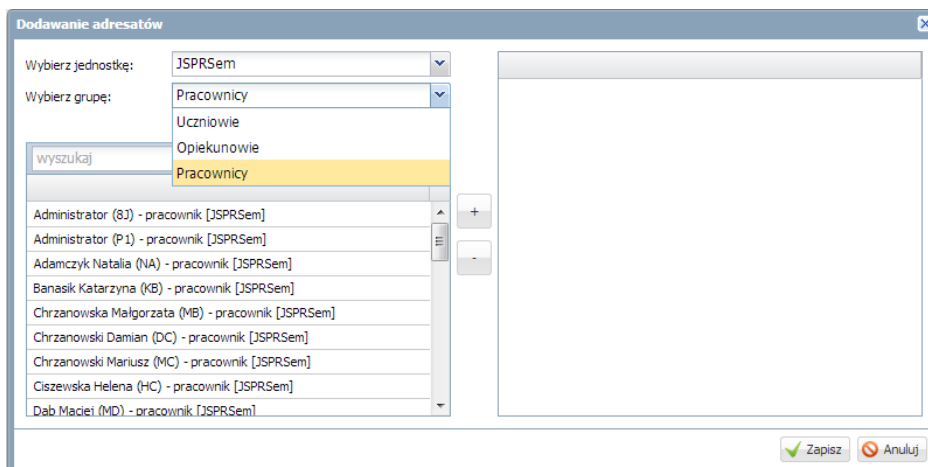 Dodawanie adresatów
Wybierz jednostkę: JSPRSem
Wybierz grupę: Pracownicy
Uczniowie
Opiekunowie
Pracownicy
wyszukaj
Administrator (8J) - pracownik [JSPRSem]
Administrator (P1) - pracownik [JSPRSem]
Adamczyk Natalia (NA) - pracownik [JSPRSem]
Banasik Katarzyna (KB) - pracownik [JSPRSem]
Chrzanowska Małgorzata (MB) - pracownik [JSPRSem]
Chrzanowski Damian (DC) - pracownik [JSPRSem]
Chrzanowski Mariusz (MC) - pracownik [JSPRSem]
Ciszewska Helena (HC) - pracownik [JSPRSem]
Dąb Maciej (MD) - pracownik [JSPRSem]
+
-
Zapisz Anuluj